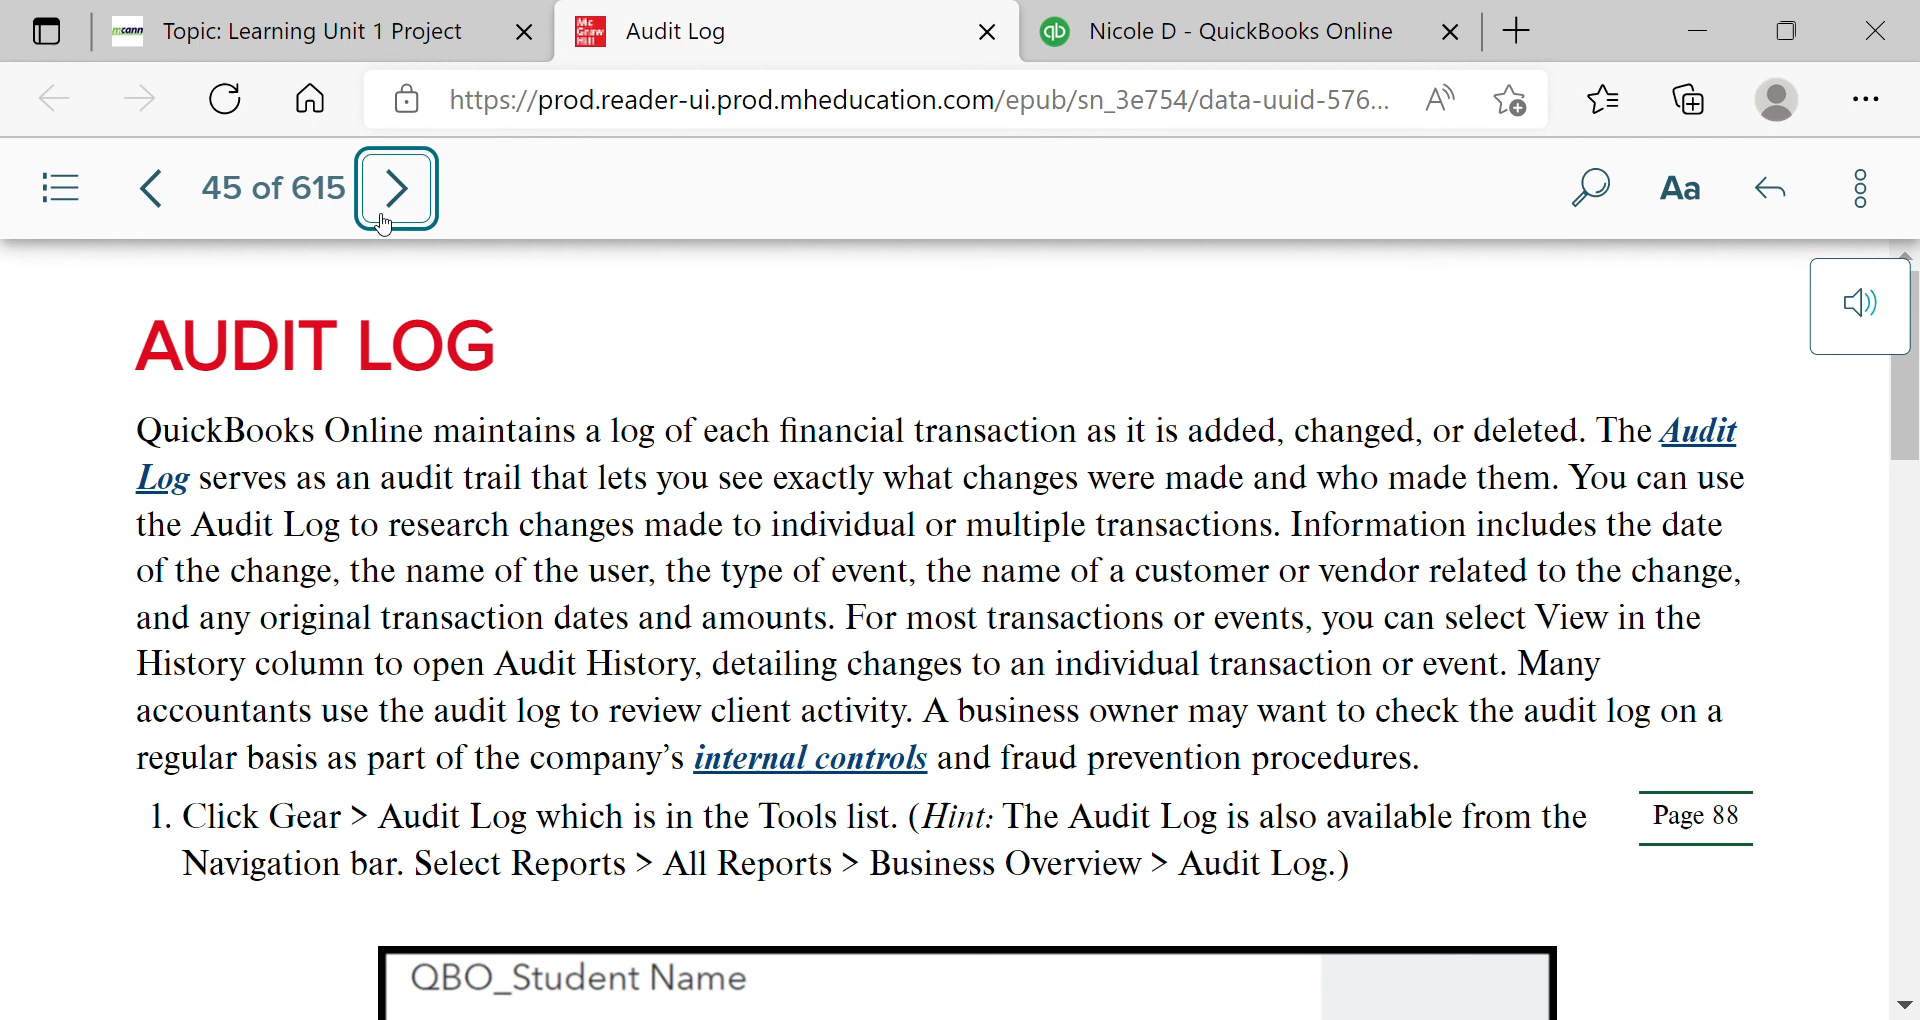 mcann Topic: Learning Unit 1 Project
Mc Graw Hill Audit Log
qb Nicole D - QuickBooks Online
https://prod.reader-ui.prod.mheducation.com/epub/sn_3e754/data-uuid-576...
45 of 615
Aa
AUDIT LOG
QuickBooks Online maintains a log of each financial transaction as it is added, changed, or deleted. The Audit
Log serves as an audit trail that lets you see exactly what changes were made and who made them. You can use
the Audit Log to research changes made to individual or multiple transactions. Information includes the date
of the change, the name of the user, the type of event, the name of a customer or vendor related to the change,
and any original transaction dates and amounts. For most transactions or events, you can select View in the
History column to open Audit History, detailing changes to an individual transaction or event. Many
accountants use the audit log to review client activity. A business owner may want to check the audit log on a
regular basis as part of the company’s internal controls and fraud prevention procedures.
1. Click Gear > Audit Log which is in the Tools list. (Hint: The Audit Log is also available from the
Page 88
Navigation bar. Select Reports > All Reports > Business Overview > Audit Log.)
QBO_Student Name